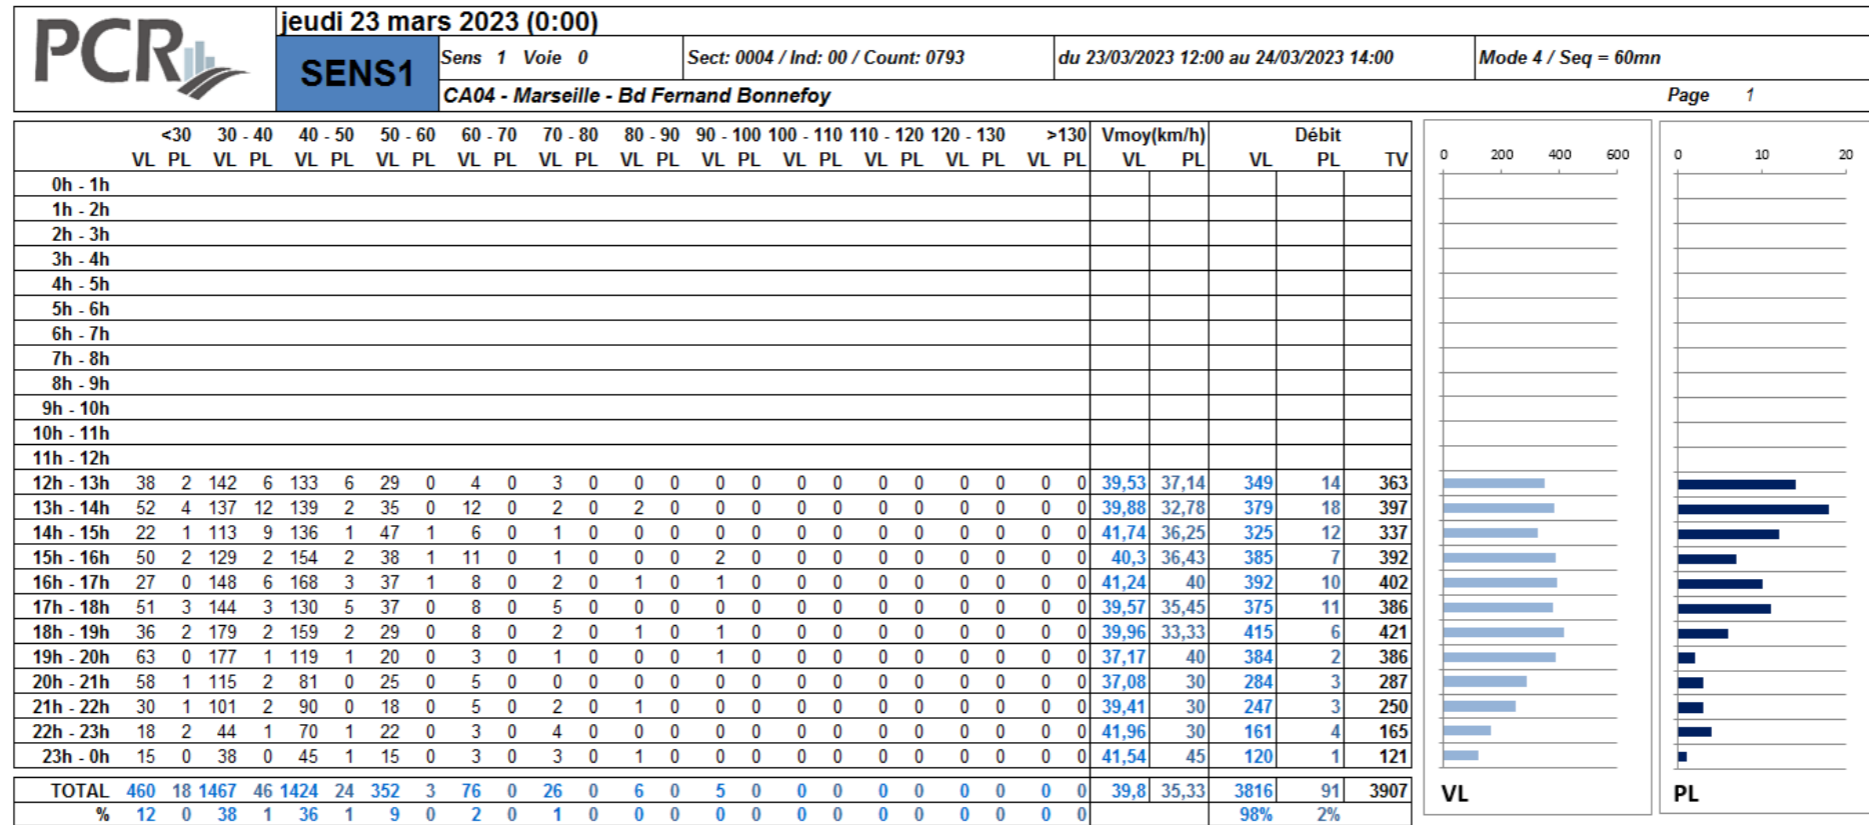 PCR
jeudi 23 mars 2023 (0:00)
SENS1
Sens 1 Voie 0 Sect: 0004 / Ind: 00 / Count: 0793 du 23/03/2023 12:00 au 24/03/2023 14:00 Mode 4 / Seq = 60mn
CA04 - Marseille - Bd Fernand Bonnefoy Page 1
<30 30 - 40 40 - 50 50 - 60 60 - 70 70 - 80 80 - 90 90 - 100 100 - 110 110 - 120 120 - 130 >130 Vmoy(km/h) Débit
VL PL VL PL VL PL VL PL VL PL VL PL VL PL VL PL VL PL VL PL VL PL VL PL VL PL VL PL TV
0 200 400 600 0 10 20
0h - 1h
1h - 2h
2h - 3h
3h - 4h
4h - 5h
5h - 6h
6h - 7h
7h - 8h
8h - 9h
9h - 10h
10h - 11h
11h - 12h
12h - 13h 38 2 142 6 133 6 29 0 4 0 3 0 0 0 0 0 0 0 0 0 0 0 0 0 39,53 37,14 349 14 363
13h - 14h 52 4 137 12 139 2 35 0 12 0 2 0 2 0 0 0 0 0 0 0 0 0 0 0 39,88 32,78 379 18 397
14h - 15h 22 1 113 9 136 1 47 1 6 0 1 0 0 0 0 0 0 0 0 0 0 0 0 0 41,74 36,25 325 12 337
15h - 16h 50 2 129 2 154 2 38 1 11 0 1 0 0 0 2 0 0 0 0 0 0 0 0 0 40,3 36,43 385 7 392
16h - 17h 27 0 148 6 168 3 37 1 8 0 2 0 1 0 1 0 0 0 0 0 0 0 0 0 41,24 40 392 10 402
17h - 18h 51 3 144 3 130 5 37 0 8 0 5 0 0 0 0 0 0 0 0 0 0 0 0 0 39,57 35,45 375 11 386
18h - 19h 36 2 179 2 159 2 29 0 8 0 2 0 1 0 1 0 0 0 0 0 0 0 0 0 39,96 33,33 415 6 421
19h - 20h 63 0 177 1 119 1 20 0 3 0 1 0 0 0 1 0 0 0 0 0 0 0 0 0 37,17 40 384 2 386
20h - 21h 58 1 115 2 81 0 25 0 5 0 0 0 0 0 0 0 0 0 0 0 0 0 0 0 37,08 30 284 3 287
21h - 22h 30 1 101 2 90 0 18 0 5 0 2 0 1 0 0 0 0 0 0 0 0 0 0 0 39,41 30 247 3 250
22h - 23h 18 2 44 1 70 1 22 0 3 0 4 0 0 0 0 0 0 0 0 0 0 0 0 0 41,96 30 161 4 165
23h - 0h 15 0 38 0 45 1 15 0 3 0 3 0 1 0 0 0 0 0 0 0 0 0 0 0 41,54 45 120 1 121
TOTAL 460 18 1467 46 1424 24 352 3 76 0 26 0 6 0 5 0 0 0 0 0 0 0 0 0 39,8 35,33 3816 91 3907
% 12 0 38 1 36 1 9 0 2 0 1 0 0 0 0 0 0 0 0 0 0 0 0 0 98% 2%
VL PL